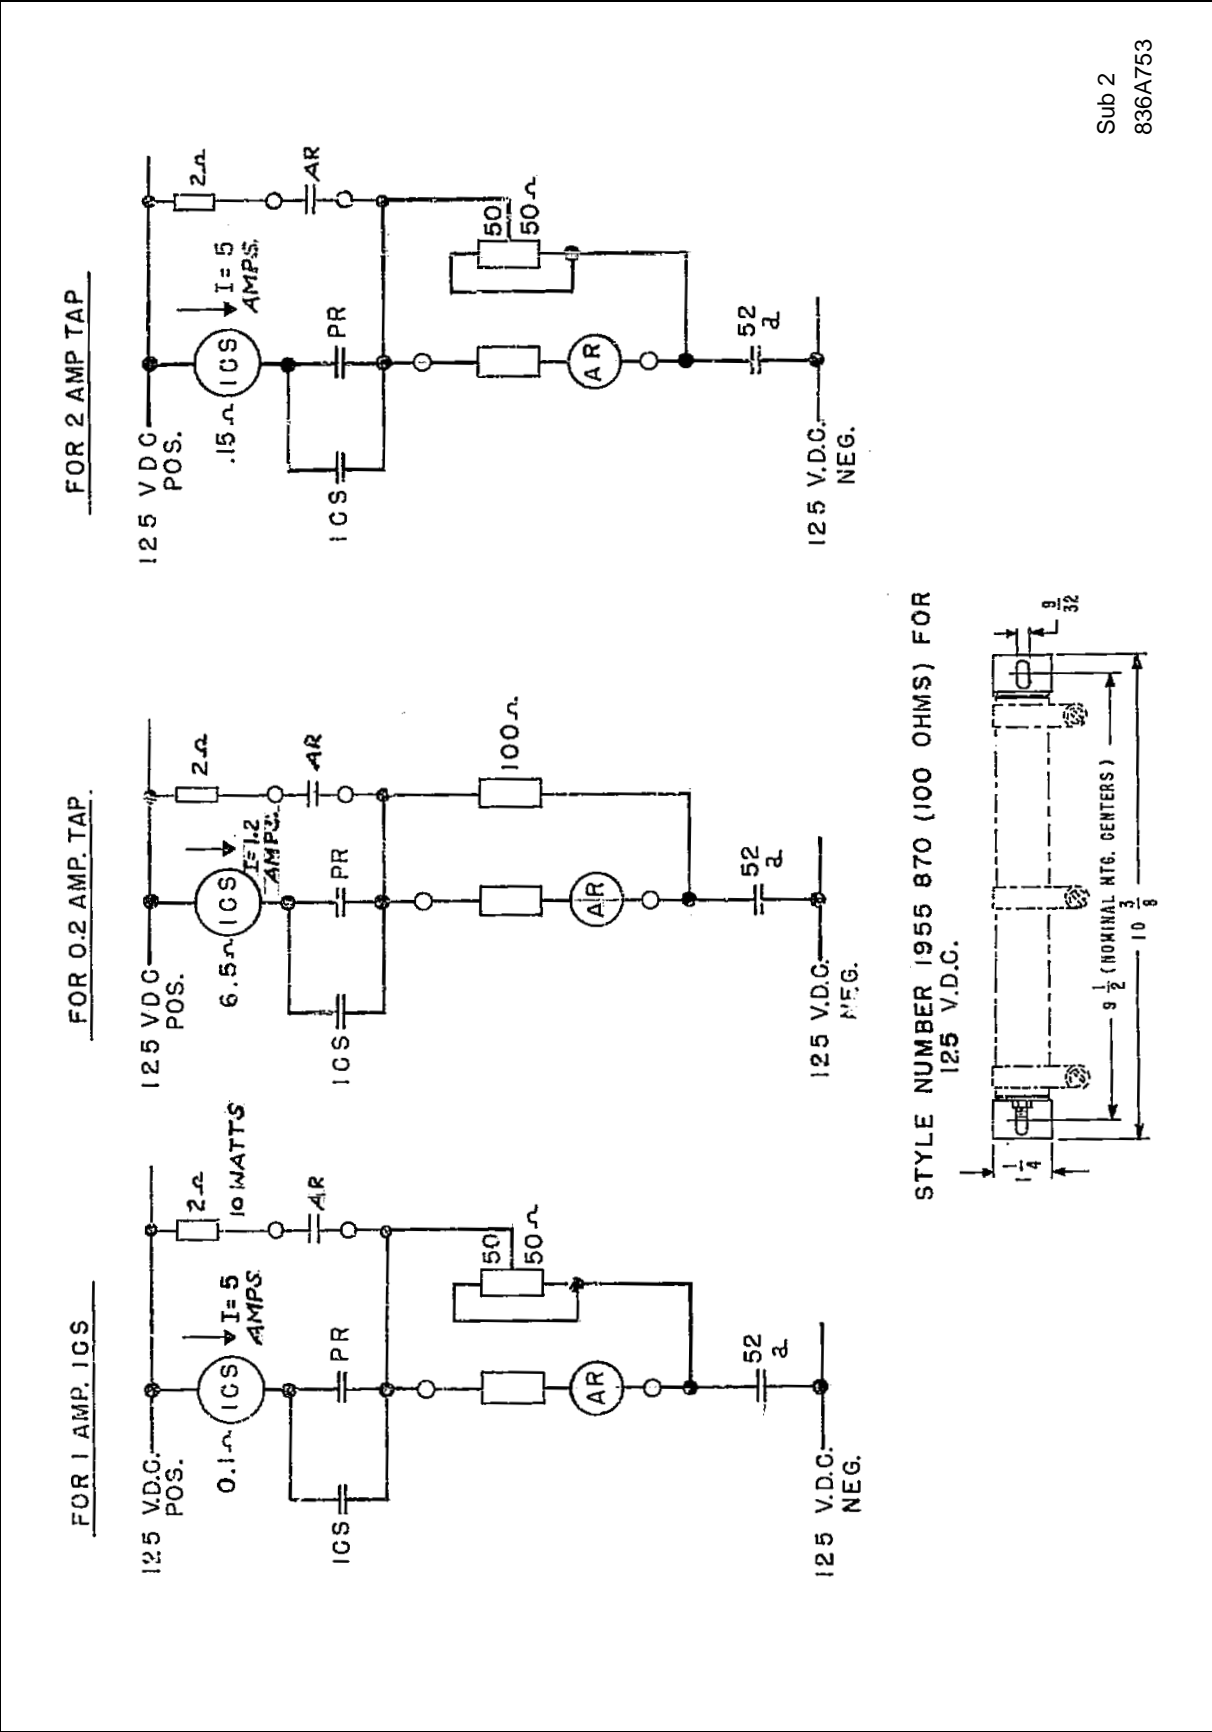 FOR 1 AMP. ICS
125 V.D.C.
POS.
0.1Ω
ICS
I = 5
AMPS
2Ω
10 WATTS
AR
ICS
PR
50
50Ω
AR
52
a
125 V.D.C.
NEG.
FOR 0.2 AMP. TAP.
125 VDC
POS.
6.5Ω
ICS
I=1.2
AMPS.
2Ω
AR
ICS
PR
100Ω
AR
52
a
125 V.D.C.
NEG.
FOR 2 AMP TAP
125 VDC
POS.
.15Ω
ICS
I = 5
AMPS.
2Ω
AR
ICS
PR
50
50Ω
AR
52
a
125 V.D.C.
NEG.
STYLE NUMBER 1955 870 (100 OHMS) FOR
125 V.D.C.
1 1/4
9/32
9 1/2 (NOMINAL MTG. CENTERS)
10 3/8
Sub 2
836A753